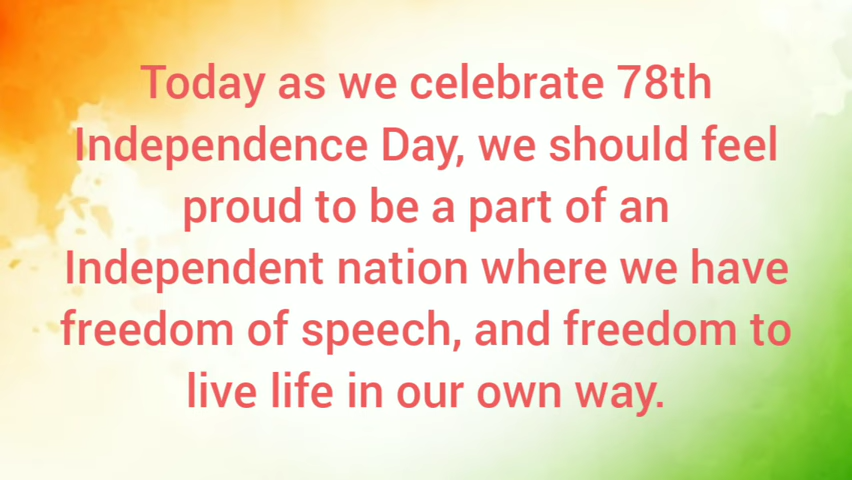 Today as we celebrate 78th
Independence Day, we should feel
proud to be a part of an
Independent nation where we have
freedom of speech, and freedom to
live life in our own way.